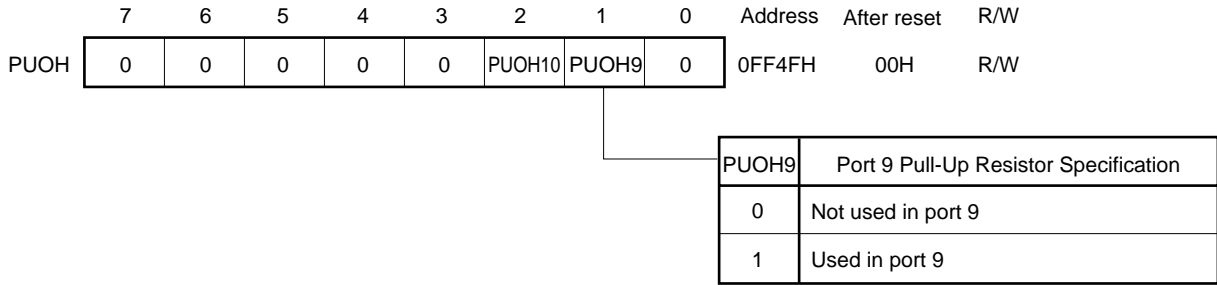 7 6 5 4 3 2 1 0 Address After reset R/W
PUOH 0 0 0 0 0 PUOH10 PUOH9 0 0FF4FH 00H R/W
PUOH9 Port 9 Pull-Up Resistor Specification
0 Not used in port 9
1 Used in port 9